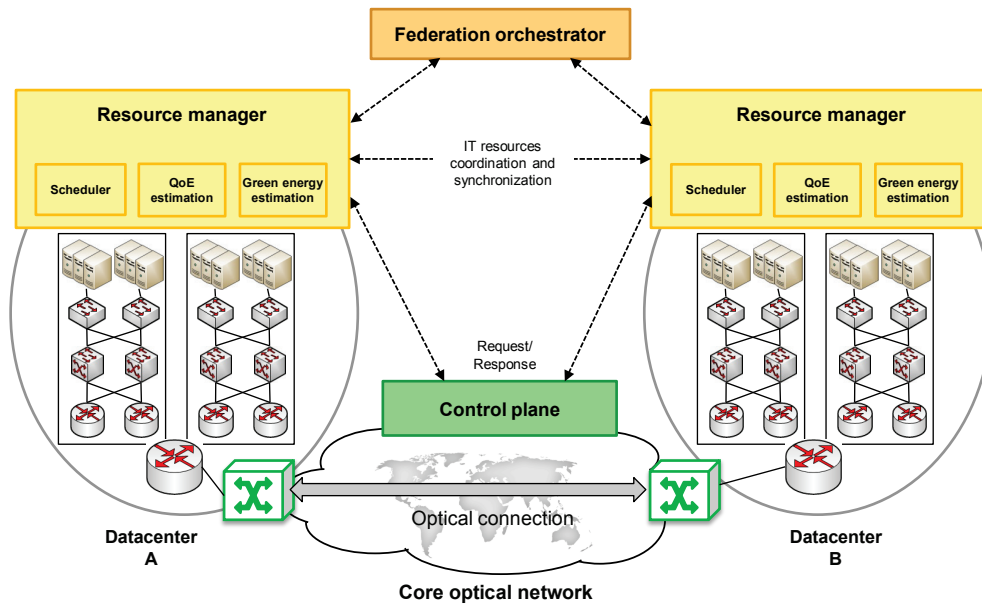 Federation orchestrator
Resource manager
Scheduler
QoE
estimation
Green energy
estimation
IT resources
coordination and
synchronization
Resource manager
Scheduler
QoE
estimation
Green energy
estimation
Request/
Response
Control plane
Optical connection
Datacenter
A
Datacenter
B
Core optical network